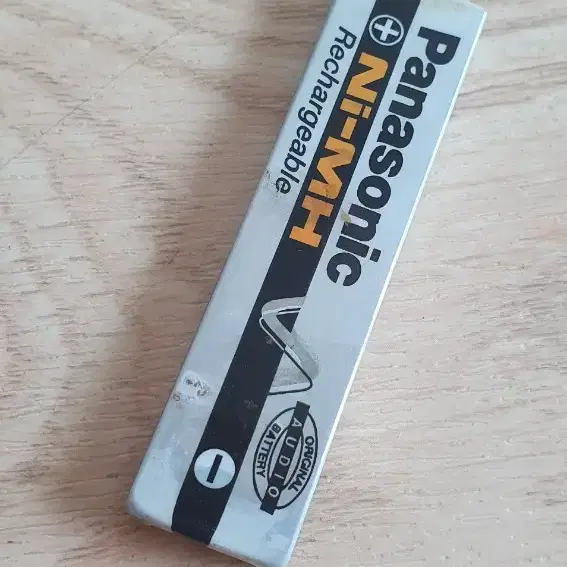 Panasonic
+ Ni-MH
Rechargeable
ORIGINAL
AUDIO
BATTERY
-